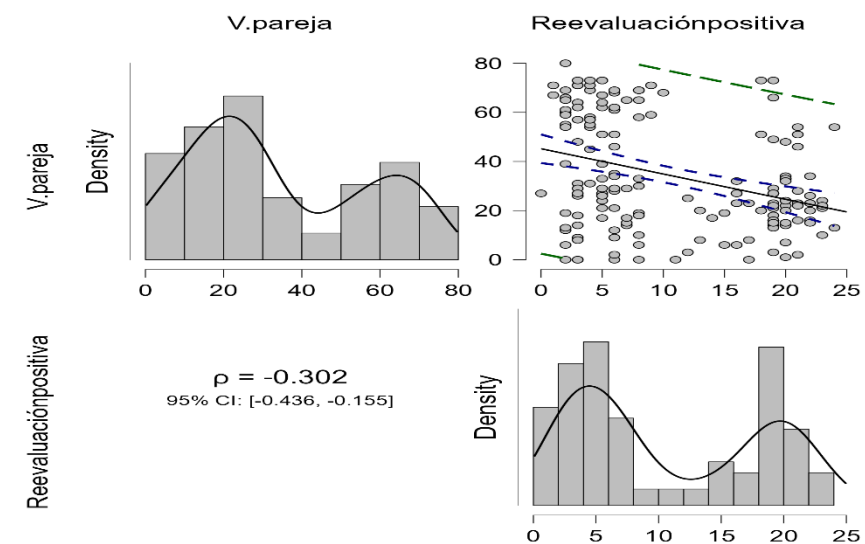 V.pareja
Reevaluaciónpositiva
V.pareja
Density
80
60
40
20
0
0 20 40 60 80
0 5 10 15 20 25
Reevaluaciónpositiva
ρ = -0.302
95% CI: [-0.436, -0.155]
Density
0 5 10 15 20 25